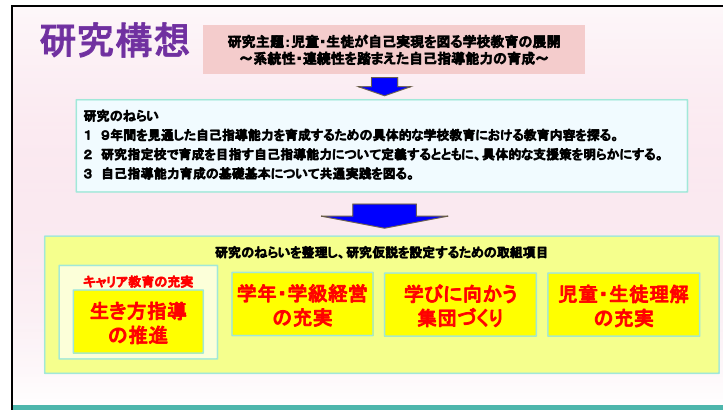 研究構想
研究主題：児童・生徒が自己実現を図る学校教育の展開
～系統性・連続性を踏まえた自己指導能力の育成～
研究のねらい
１　９年間を見通した自己指導能力を育成するための具体的な学校教育における教育内容を探る。
２　研究指定校で育成を目指す自己指導能力について定義するとともに、具体的な支援策を明らかにする。
３　自己指導能力育成の基礎基本について共通実践を図る。
研究のねらいを整理し、研究仮説を設定するための取組項目
キャリア教育の充実
生き方指導
の推進
学年・学級経営
の充実
学びに向かう
集団づくり
児童・生徒理解
の充実